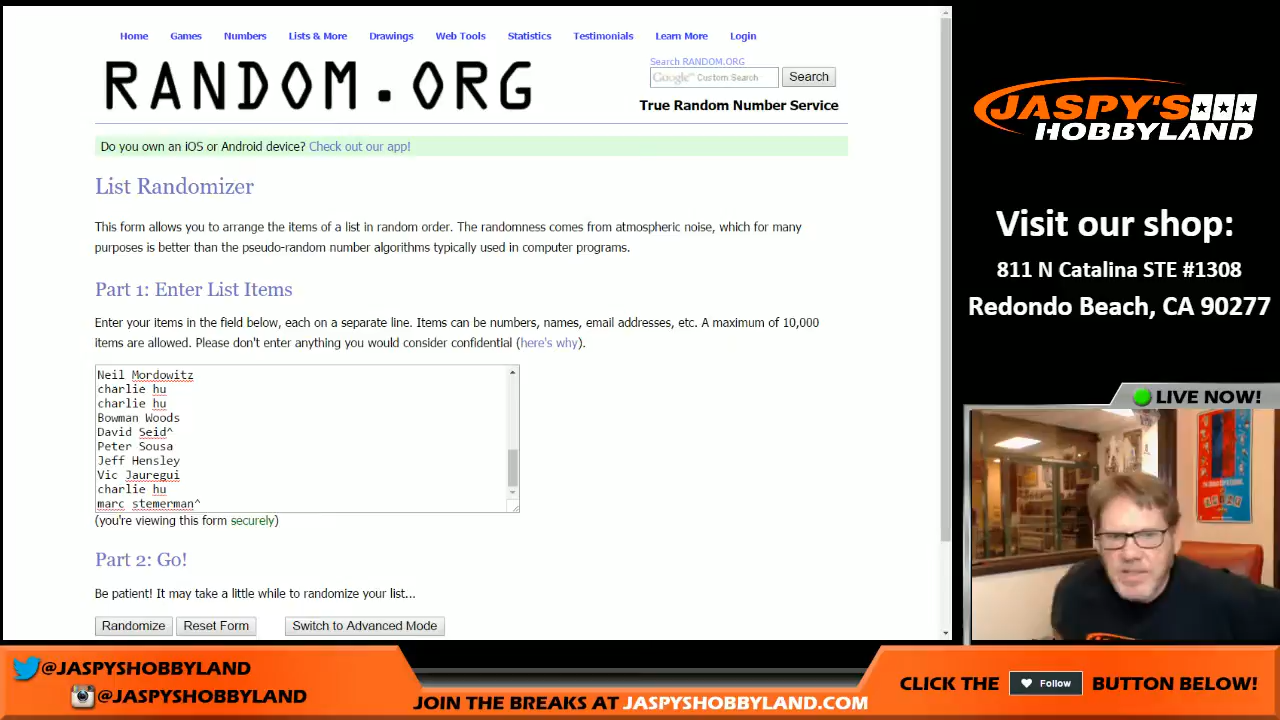 Home Games Numbers Lists & More Drawings Web Tools Statistics Testimonials Learn More Login
RANDOM.ORG
Search RANDOM.ORG
Google™ Custom Search Search
True Random Number Service
Do you own an iOS or Android device? Check out our app!
List Randomizer
This form allows you to arrange the items of a list in random order. The randomness comes from atmospheric noise, which for many
purposes is better than the pseudo-random number algorithms typically used in computer programs.
Part 1: Enter List Items
Enter your items in the field below, each on a separate line. Items can be numbers, names, email addresses, etc. A maximum of 10,000
items are allowed. Please don't enter anything you would consider confidential (here's why).
Neil Mordowitz
charlie hu
charlie hu
Bowman Woods
David Seid^
Peter Sousa
Jeff Hensley
Vic Jauregui
charlie hu
marc stemerman^
(you're viewing this form securely)
Part 2: Go!
Be patient! It may take a little while to randomize your list...
Randomize Reset Form Switch to Advanced Mode
JASPY'S
HOBBYLAND
Visit our shop:
811 N Catalina STE #1308
Redondo Beach, CA 90277
LIVE NOW!
@JASPYSHOBBYLAND
@JASPYSHOBBYLAND
JOIN THE BREAKS AT JASPYSHOBBYLAND.COM
CLICK THE Follow BUTTON BELOW!